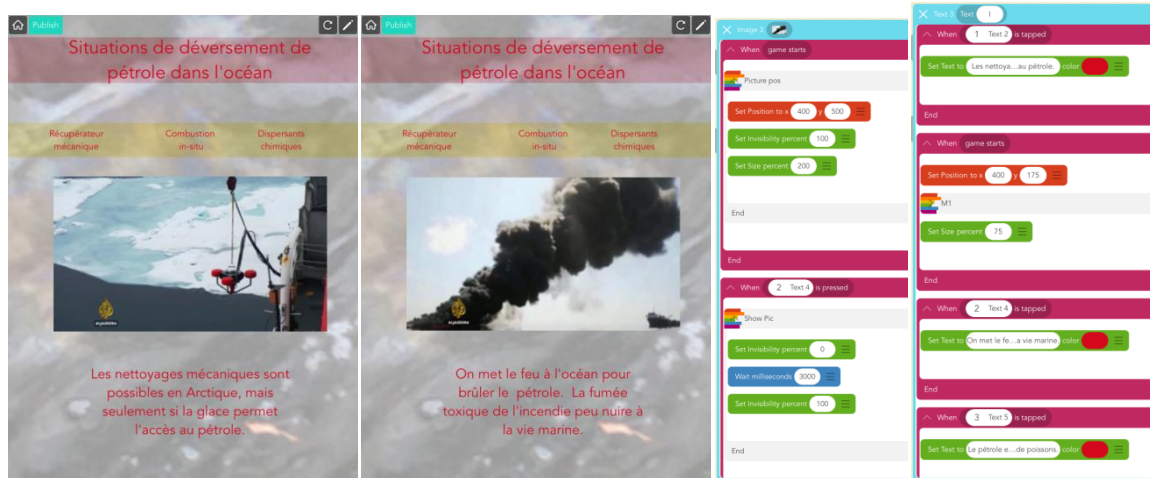 Publish
Situations de déversement de
pétrole dans l'océan
Récupérateur
mécanique
Combustion
in-situ
Dispersants
chimiques
ALJAZEERA
Les nettoyages mécaniques sont
possibles en Arctique, mais
seulement si la glace permet
l'accès au pétrole.
Publish
Situations de déversement de
pétrole dans l'océan
Récupérateur
mécanique
Combustion
in-situ
Dispersants
chimiques
ALJAZEERA
On met le feu à l'océan pour
brûler le pétrole. La fumée
toxique de l'incendie peu nuire à
la vie marine.
Image 3
When game starts
Picture pos
Set Position to x 400 y 500
Set Invisibility percent 100
Set Size percent 200
End
End
When 2 Text 4 is pressed
Show Pic
Set Invisibility percent 0
Wait milliseconds 3000
Set Invisibility percent 100
End
Text 3 Text I
When 1 Text 2 is tapped
Set Text to Les nettoya...au pétrole. color
End
When game starts
Set Position to x 400 y 175
M1
Set Size percent 75
End
When 2 Text 4 is tapped
Set Text to On met le fe...a vie marine color
End
When 3 Text 5 is tapped
Set Text to Le pétrole e...de poissons. color